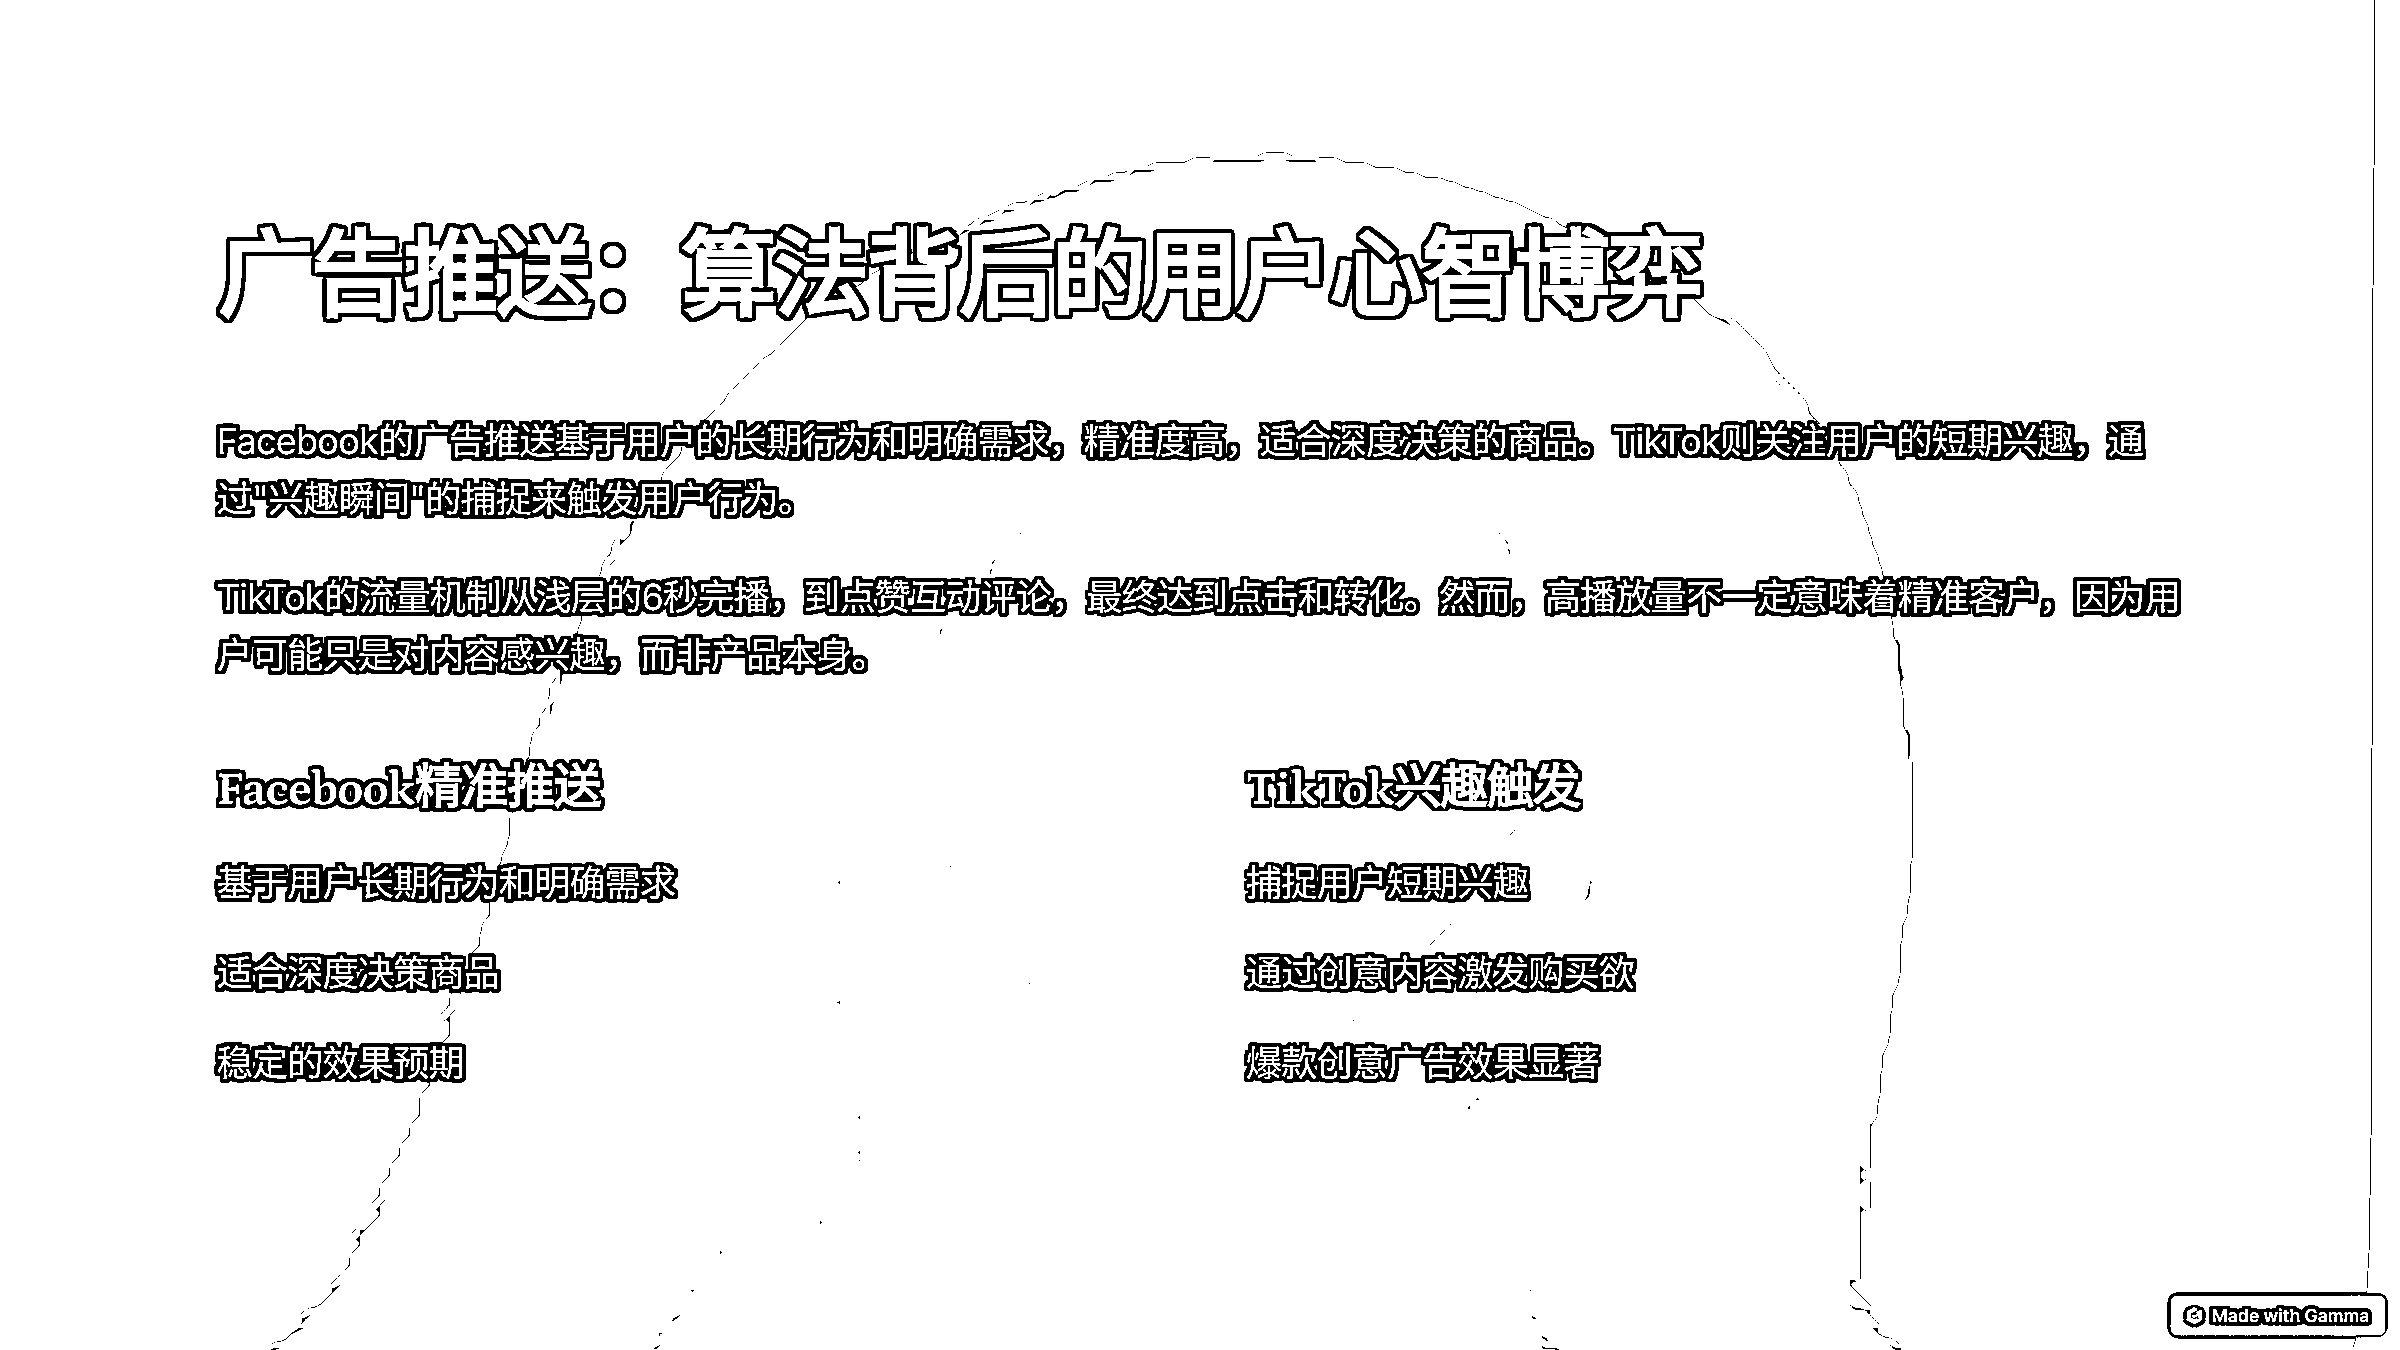 广告推送：算法背后的用户心智博弈
Facebook的广告推送基于用户的长期行为和明确需求，精准度高，适合深度决策的商品。TikTok则关注用户的短期兴趣，通
过"兴趣瞬间"的捕捉来触发用户行为。
TikTok的流量机制从浅层的6秒完播，到点赞互动评论，最终达到点击和转化。然而，高播放量不一定意味着精准客户，因为用
户可能只是对内容感兴趣，而非产品本身。
Facebook精准推送
基于用户长期行为和明确需求
适合深度决策商品
稳定的效果预期
TikTok兴趣触发
捕捉用户短期兴趣
通过创意内容激发购买欲
爆款创意广告效果显著
Made with Gamma